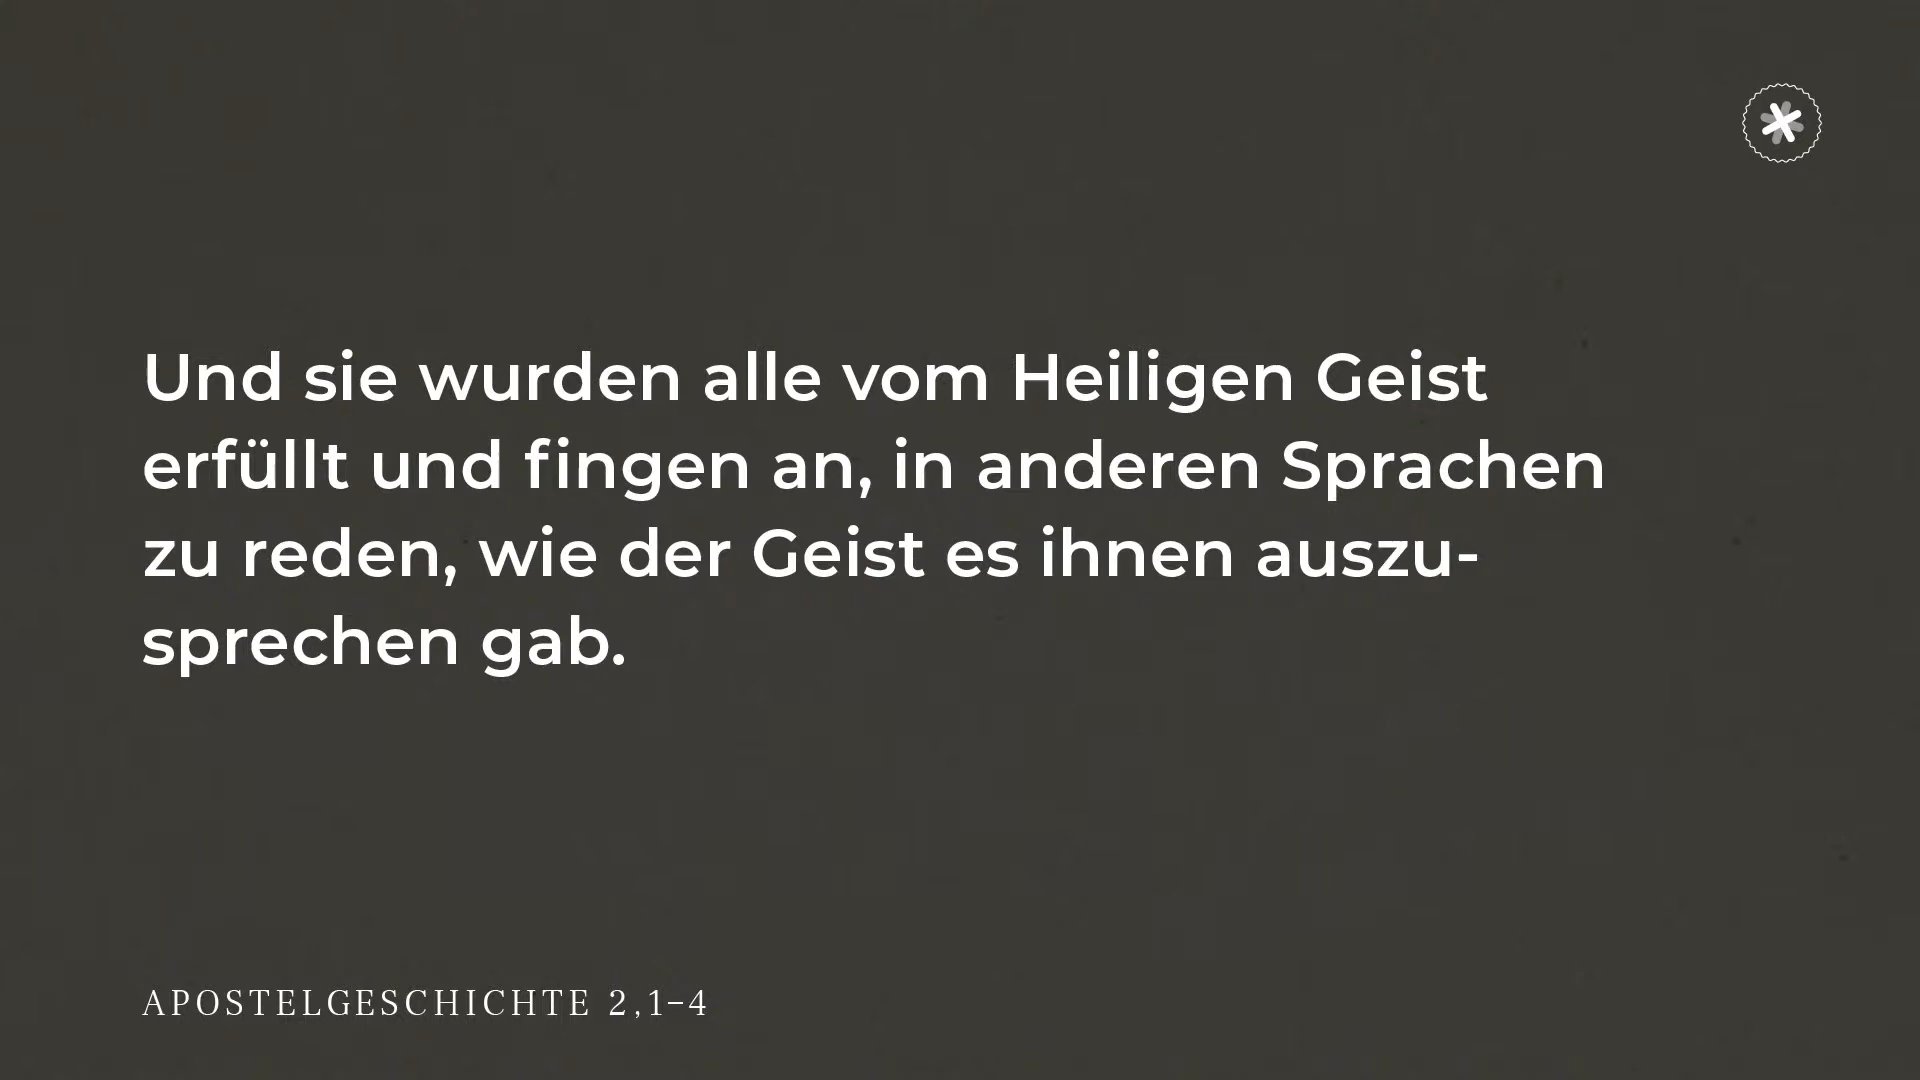 Und sie wurden alle vom Heiligen Geist
erfüllt und fingen an, in anderen Sprachen
zu reden, wie der Geist es ihnen auszu-
sprechen gab.
APOSTELGESCHICHTE 2,1–4